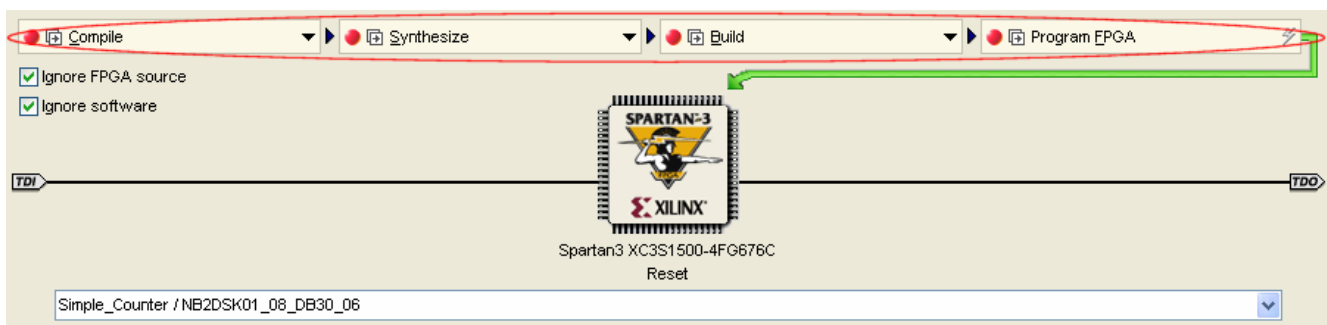 Compile Synthesize Build Program FPGA
Ignore FPGA source
Ignore software
SPARTAN-3
FPGA
TDI TDO
XILINX
Spartan3 XC3S1500-4FG676C
Reset
Simple_Counter / NB2DSK01_08_DB30_06